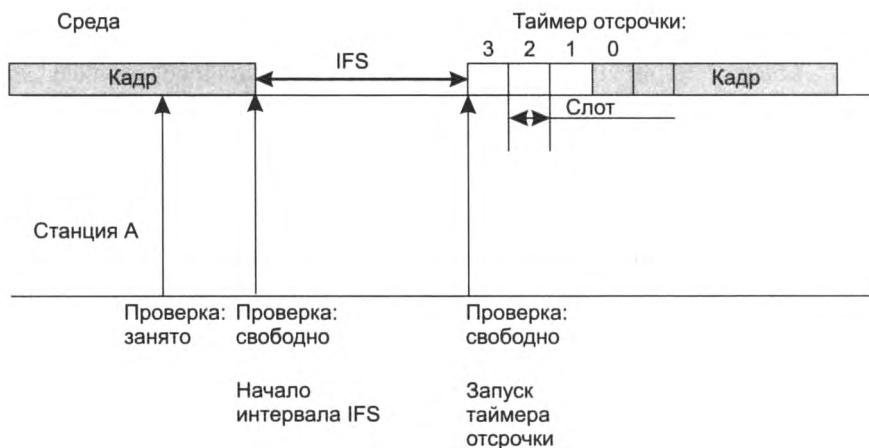 Среда
Таймер отсрочки:
3 2 1 0
Кадр
IFS
Кадр
Слот
Станция А
Проверка:
занято
Проверка:
свободно
Проверка:
свободно
Начало
интервала IFS
Запуск
таймера
отсрочки